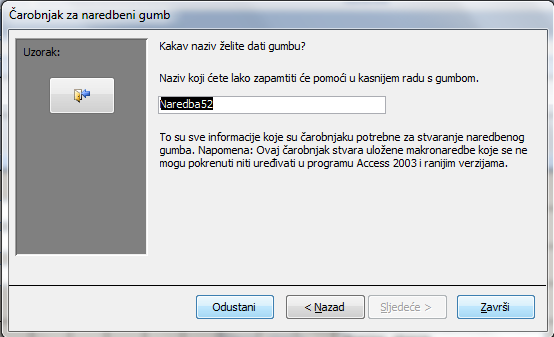 Čarobnjak za naredbeni gumb
Uzorak:
Kakav naziv želite dati gumbu?
Naziv koji ćete lako zapamtiti će pomoći u kasnijem radu s gumbom.
Naredba52
To su sve informacije koje su čarobnjaku potrebne za stvaranje naredbenog
gumba. Napomena: Ovaj čarobnjak stvara uložene makronaredbe koje se ne
mogu pokrenuti niti uređivati u programu Access 2003 i ranijim verzijama.
Odustani
< Nazad
Sljedeće >
Završi